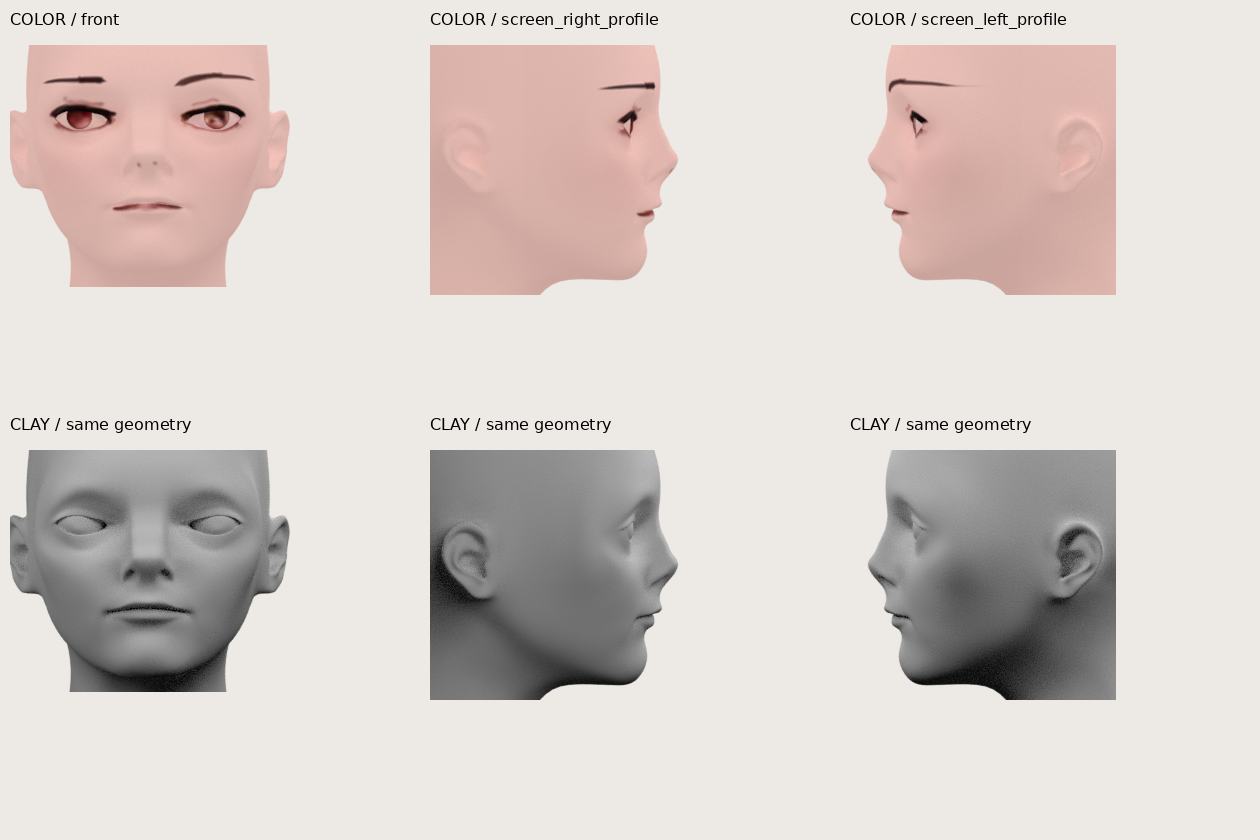 COLOR / front
COLOR / screen_right_profile
COLOR / screen_left_profile
CLAY / same geometry
CLAY / same geometry
CLAY / same geometry